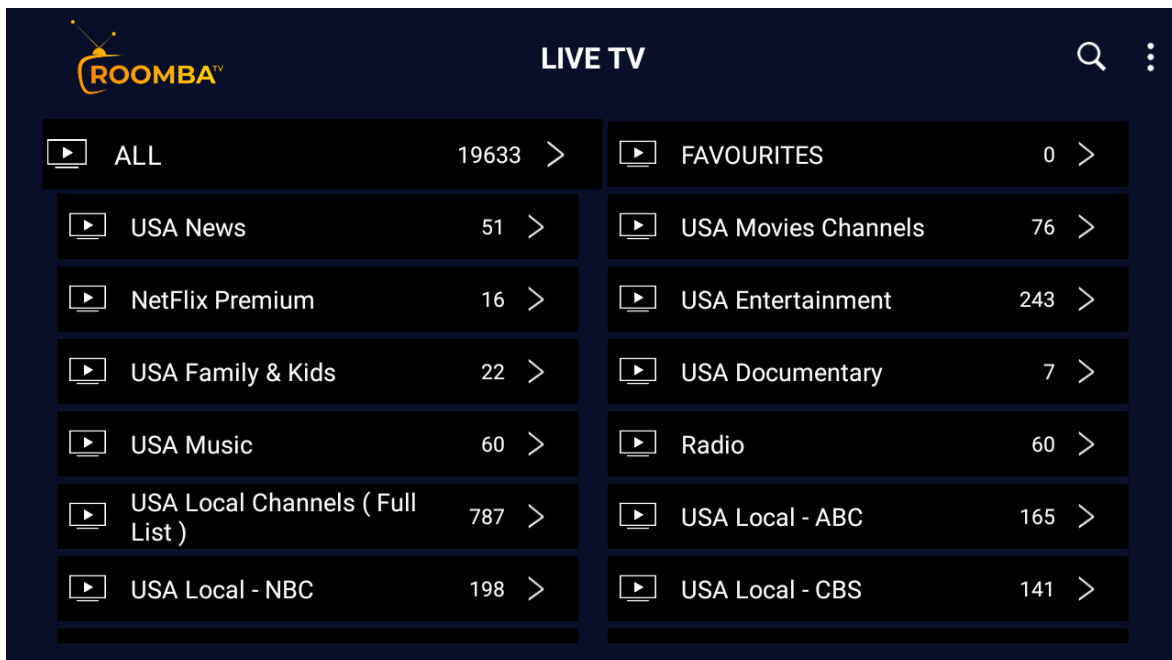 ROOMBA TV
LIVE TV
ALL 19633
FAVOURITES 0
USA News 51
USA Movies Channels 76
NetFlix Premium 16
USA Entertainment 243
USA Family & Kids 22
USA Documentary 7
USA Music 60
Radio 60
USA Local Channels ( Full
List ) 787
USA Local - ABC 165
USA Local - NBC 198
USA Local - CBS 141